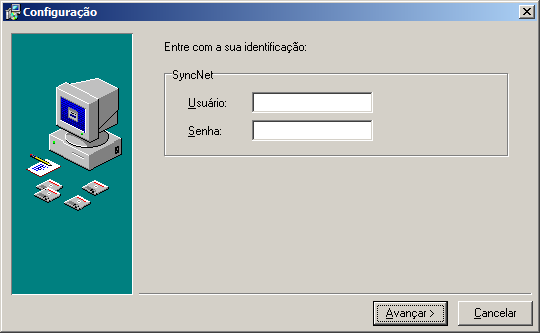 Configuração
Entre com a sua identificação:
SyncNet
Usuário:
Senha:
Avançar >
Cancelar